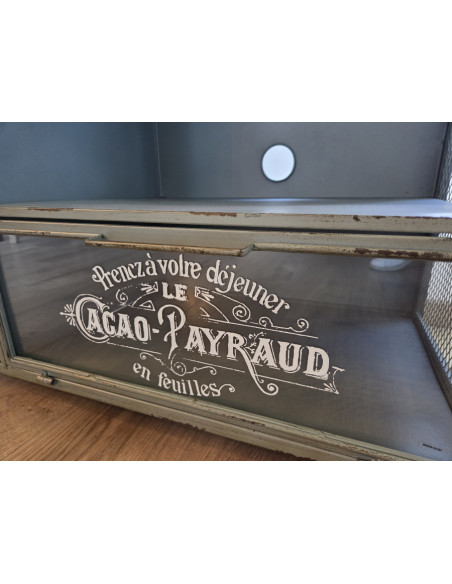 Prenez à votre déjeuner
LE
CACAO-PAYRAUD
en feuilles